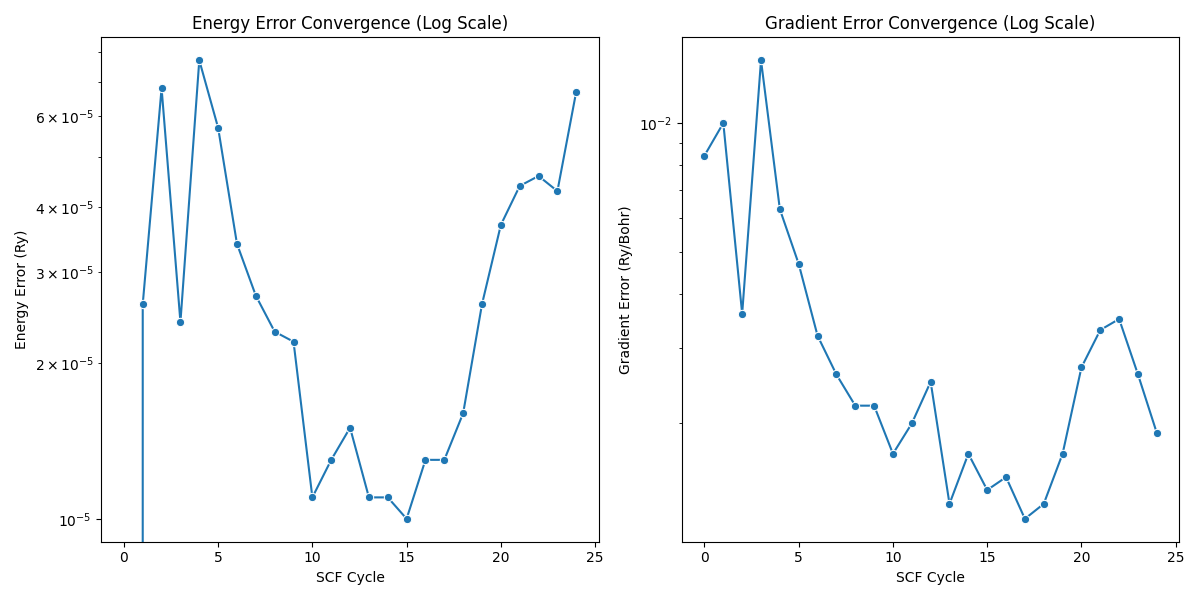 Energy Error Convergence (Log Scale)
Energy Error (Ry)
6 × 10⁻⁵
4 × 10⁻⁵
3 × 10⁻⁵
2 × 10⁻⁵
10⁻⁵
0 5 10 15 20 25
SCF Cycle
Gradient Error Convergence (Log Scale)
Gradient Error (Ry/Bohr)
10⁻²
0 5 10 15 20 25
SCF Cycle